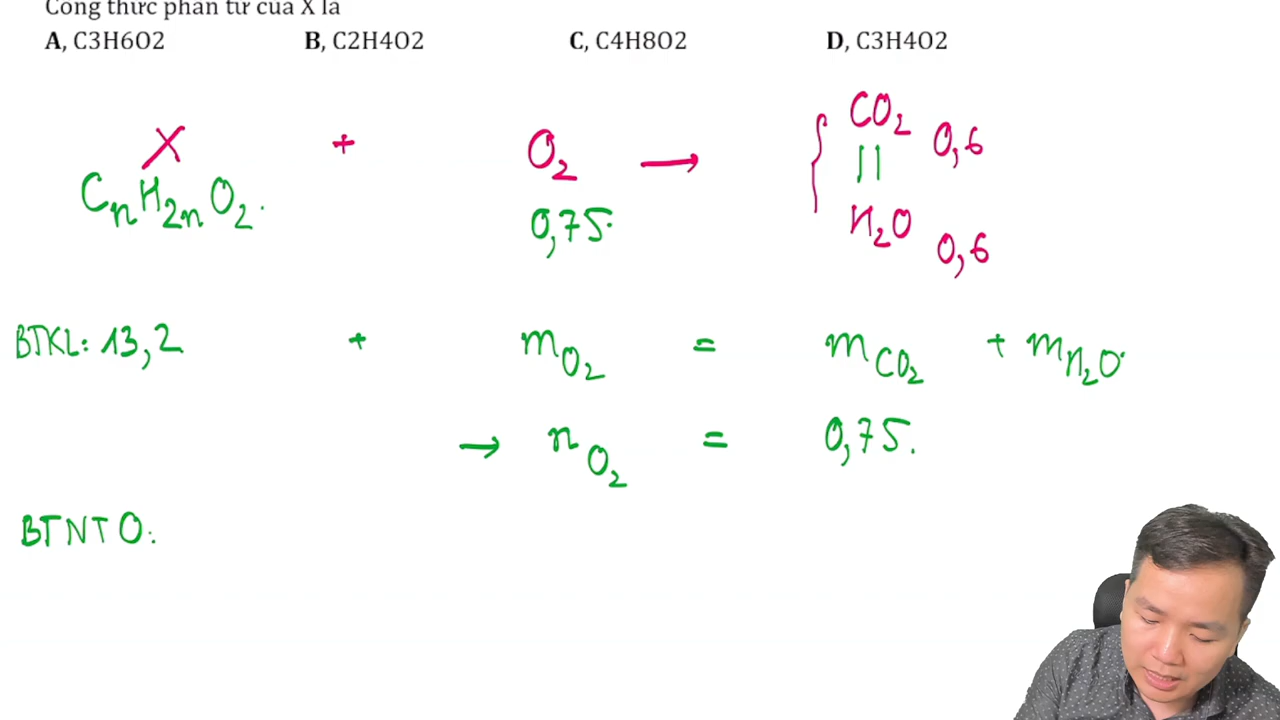 Công thức phân tử của X là
A, C3H6O2 B, C2H4O2 C, C4H8O2 D, C3H4O2
X + O2 → { CO2 0,6
CnH2nO2. 0,75. || H2O 0,6
BTKL: 13,2 + mO2 = mCO2 + mH2O
→ nO2 = 0,75.
BTNT O: